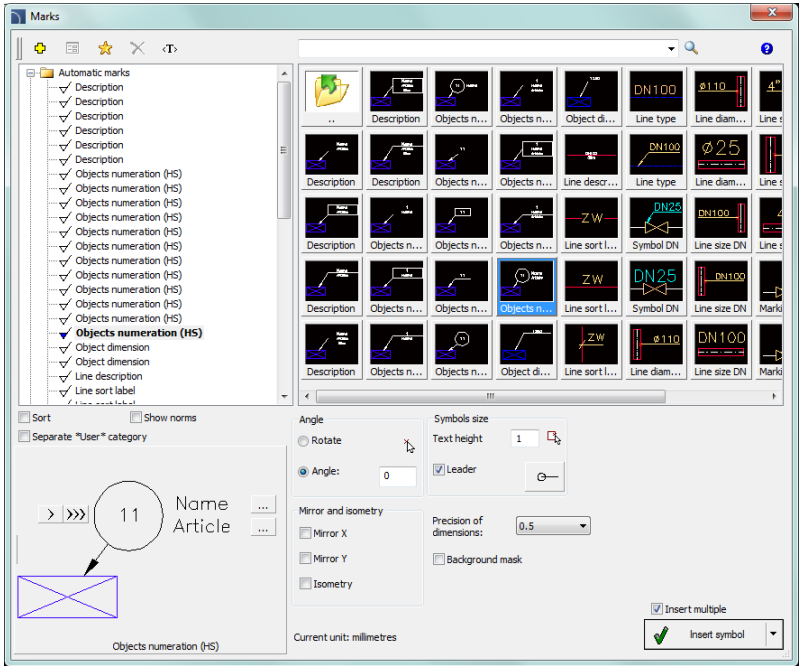 Marks
<T>
Automatic marks
Description
Description
Description
Description
Description
Description
Objects numeration (HS)
Objects numeration (HS)
Objects numeration (HS)
Objects numeration (HS)
Objects numeration (HS)
Objects numeration (HS)
Objects numeration (HS)
Objects numeration (HS)
Objects numeration (HS)
Objects numeration (HS)
Objects numeration (HS)
Objects numeration (HS)
Object dimension
Object dimension
Line description
Line sort label
DN100 ø110 4"
.. Description Objects n... Objects n... Object di... Line type Line diam... Line s
DN100 ø25
Description Description Objects n... Objects n... Line descr... Line type Line diam... Line s
ZW DN25 DN100
Description Objects n... Objects n... Objects n... Line sort l... Symbol DN Line size DN Line s
11 ZW DN25 DN100
Description Objects n... Objects n... Objects n... Line sort l... Symbol DN Line size DN Marki
ZW ø110 DN100
Description Objects n... Objects n... Object di... Line sort l... Line diam... Line size DN Marki
Sort Show norms
Separate *User* category
> >>> 11 Name ...
Article ...
Objects numeration (HS)
Angle
Rotate
Angle: 0
Symbols size
Text height 1
Leader
Mirror and isometry
Mirror X
Mirror Y
Isometry
Precision of
dimensions: 0.5
Background mask
Current unit: millimetres
Insert multiple
Insert symbol